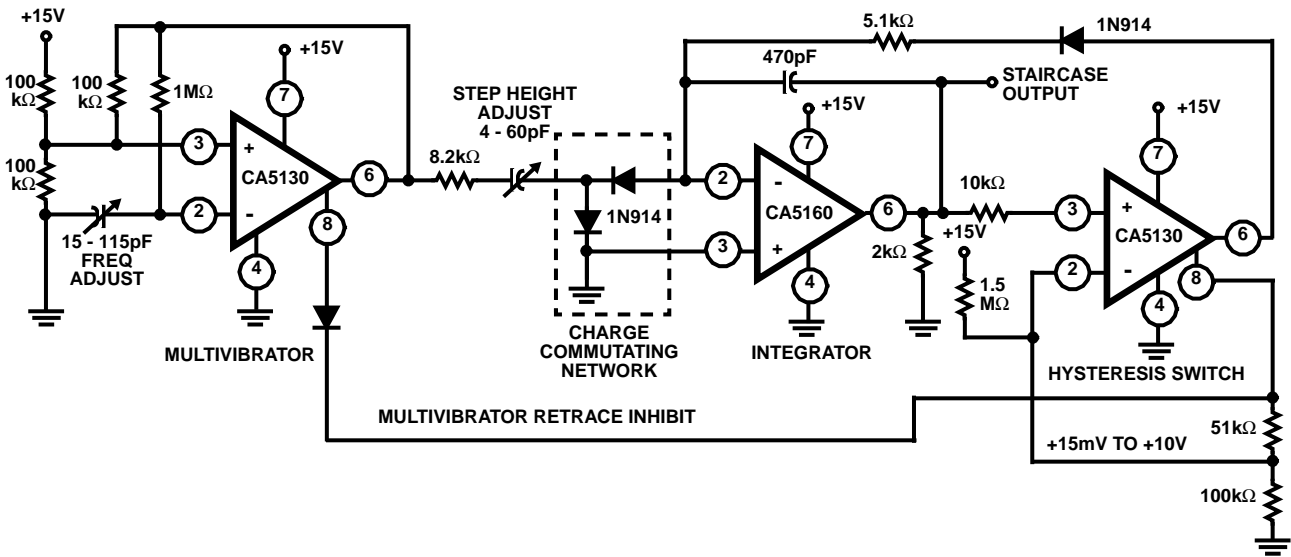 +15V
100
kΩ
100
kΩ
1MΩ
+15V
7
3
+
CA5130
6
100
kΩ
2
-
8
4
15 - 115pF
FREQ
ADJUST
MULTIVIBRATOR
STEP HEIGHT
ADJUST
4 - 60pF
8.2kΩ
1N914
CHARGE
COMMUTATING
NETWORK
5.1kΩ
1N914
470pF
STAIRCASE
OUTPUT
+15V
7
2
-
CA5160
6
3
+
4
INTEGRATOR
2kΩ
10kΩ
+15V
1.5
MΩ
+15V
7
3
+
CA5130
6
2
-
8
4
HYSTERESIS SWITCH
MULTIVIBRATOR RETRACE INHIBIT
51kΩ
+15mV TO +10V
100kΩ